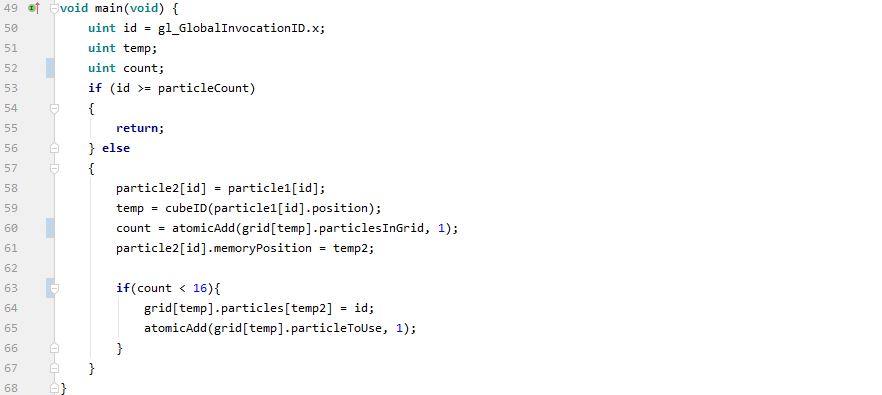 49 void main(void) {
50 uint id = gl_GlobalInvocationID.x;
51 uint temp;
52 uint count;
53 if (id >= particleCount)
54 {
55 return;
56 } else
57 {
58 particle2[id] = particle1[id];
59 temp = cubeID(particle1[id].position);
60 count = atomicAdd(grid[temp].particlesInGrid, 1);
61 particle2[id].memoryPosition = temp2;
62
63 if(count < 16){
64 grid[temp].particles[temp2] = id;
65 atomicAdd(grid[temp].particleToUse, 1);
66 }
67 }
68 }